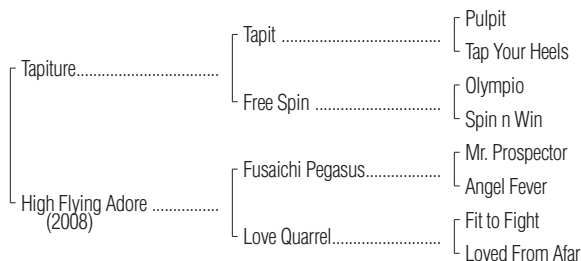 Pulpit
Tapit ........................................
Tap Your Heels
Tapiture....................................
Olympio
Free Spin ................................
Spin n Win
Mr. Prospector
Fusaichi Pegasus...................
Angel Fever
High Flying Adore .................
(2008)
Fit to Fight
Love Quarrel...........................
Loved From Afar